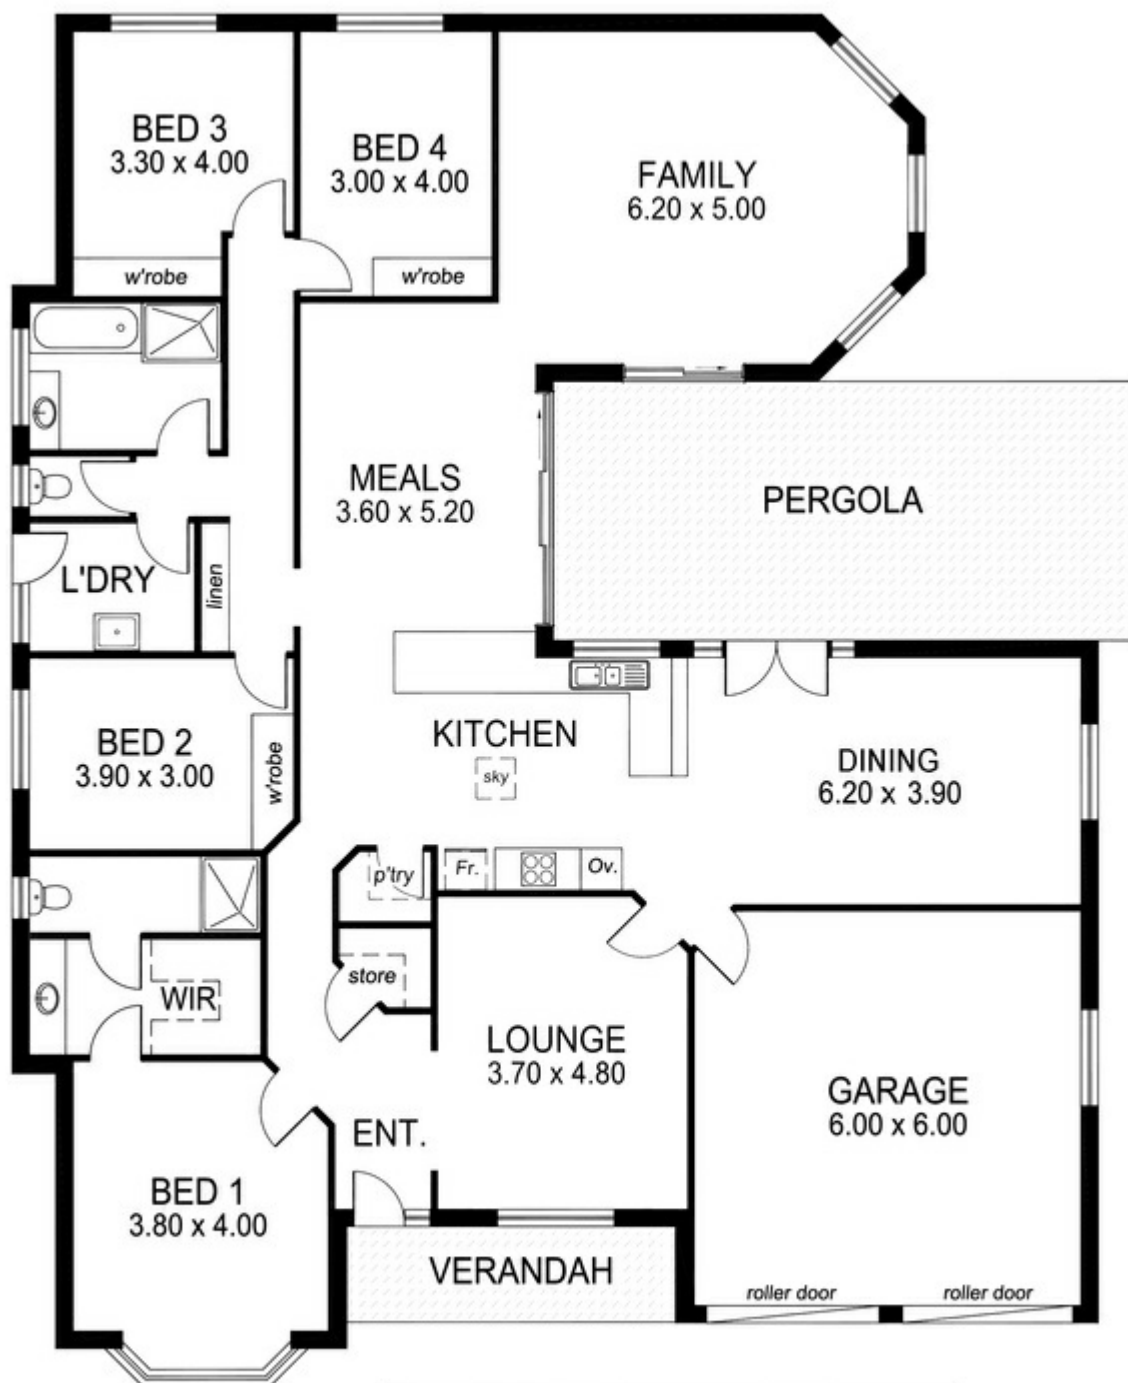 BED 3
3.30 x 4.00
BED 4
3.00 x 4.00
FAMILY
6.20 x 5.00
w'robe
w'robe
MEALS
3.60 x 5.20
PERGOLA
L'DRY
linen
BED 2
3.90 x 3.00
w'robe
KITCHEN
sky
DINING
6.20 x 3.90
p'try
Fr.
Ov.
WIR
store
LOUNGE
3.70 x 4.80
GARAGE
6.00 x 6.00
ENT.
BED 1
3.80 x 4.00
VERANDAH
roller door
roller door